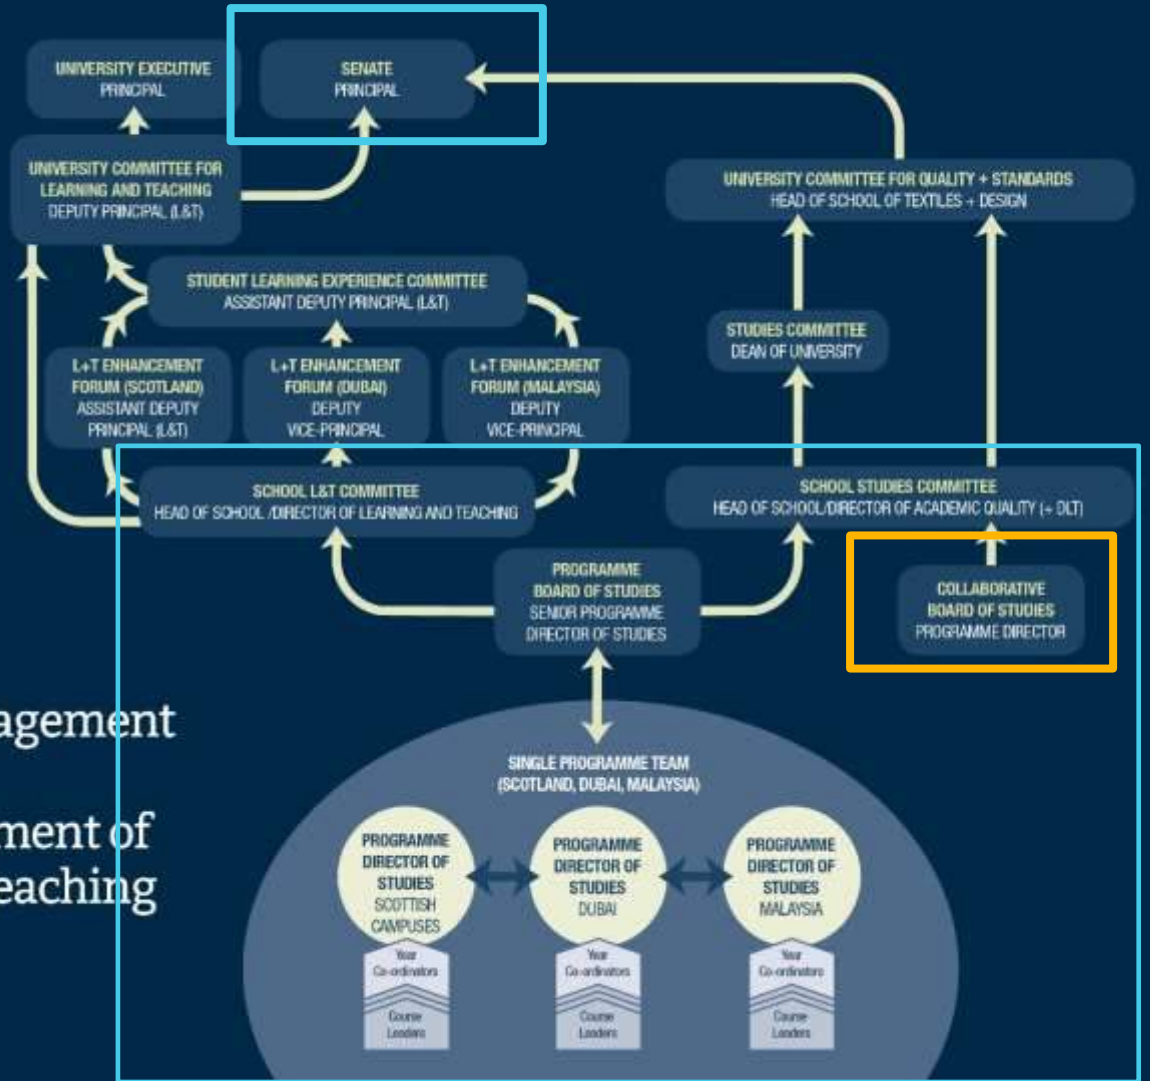 UNIVERSITY EXECUTIVE
PRINCIPAL
SENATE
PRINCIPAL
UNIVERSITY COMMITTEE FOR
LEARNING AND TEACHING
DEPUTY PRINCIPAL (L&T)
UNIVERSITY COMMITTEE FOR QUALITY + STANDARDS
HEAD OF SCHOOL OF TEXTILES + DESIGN
STUDENT LEARNING EXPERIENCE COMMITTEE
ASSISTANT DEPUTY PRINCIPAL (L&T)
STUDIES COMMITTEE
DEAN OF UNIVERSITY
L+T ENHANCEMENT
FORUM (SCOTLAND)
ASSISTANT DEPUTY
PRINCIPAL (L&T)
L+T ENHANCEMENT
FORUM (DUBAI)
DEPUTY
VICE-PRINCIPAL
L+T ENHANCEMENT
FORUM (MALAYSIA)
DEPUTY
VICE-PRINCIPAL
SCHOOL L&T COMMITTEE
HEAD OF SCHOOL /DIRECTOR OF LEARNING AND TEACHING
SCHOOL STUDIES COMMITTEE
HEAD OF SCHOOL/DIRECTOR OF ACADEMIC QUALITY (+ DLT)
PROGRAMME
BOARD OF STUDIES
SENIOR PROGRAMME
DIRECTOR OF STUDIES
COLLABORATIVE
BOARD OF STUDIES
PROGRAMME DIRECTOR
agement
ment of
eaching
SINGLE PROGRAMME TEAM
(SCOTLAND, DUBAI, MALAYSIA)
PROGRAMME
DIRECTOR OF
STUDIES
SCOTTISH
CAMPUSES
PROGRAMME
DIRECTOR OF
STUDIES
DUBAI
PROGRAMME
DIRECTOR OF
STUDIES
MALAYSIA
Year
Co-ordinators
Course
Leaders
Year
Co-ordinators
Course
Leaders
Year
Co-ordinators
Course
Leaders